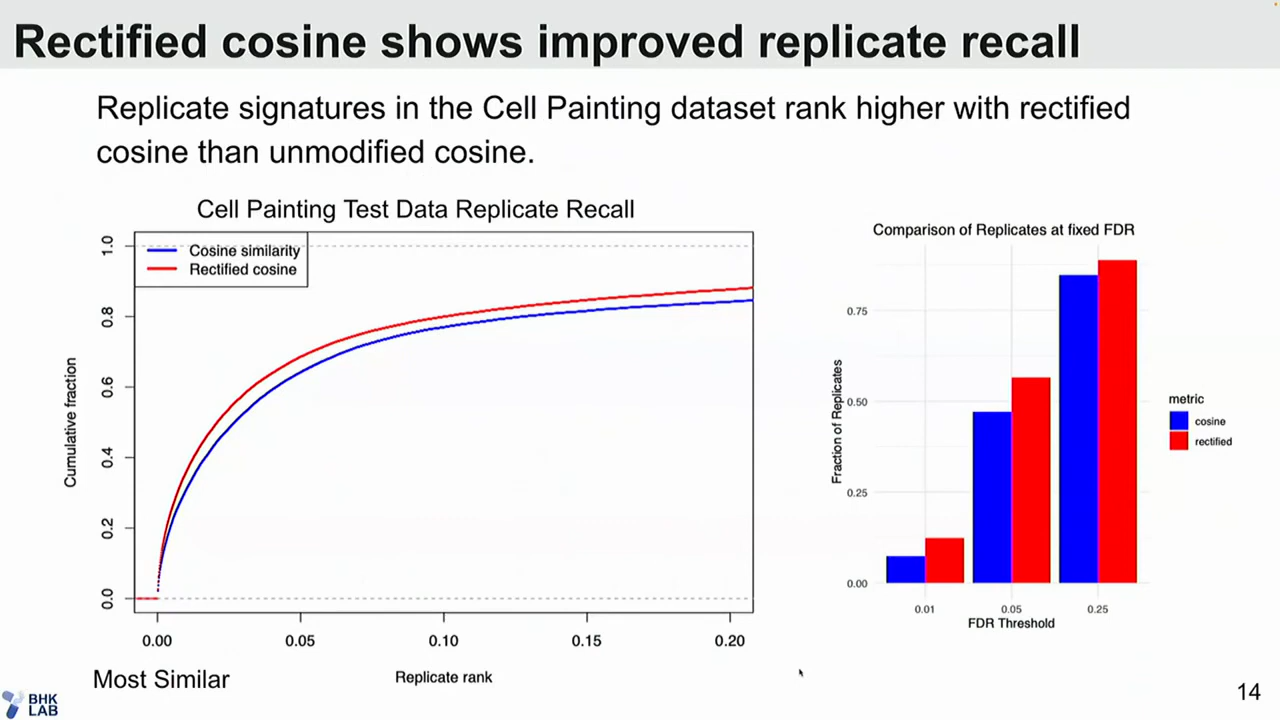 Rectified cosine shows improved replicate recall
Replicate signatures in the Cell Painting dataset rank higher with rectified
cosine than unmodified cosine.
Cell Painting Test Data Replicate Recall
Cosine similarity
Rectified cosine
Cumulative fraction
1.0
0.8
0.6
0.4
0.2
0.0
0.00
0.05
0.10
0.15
0.20
Replicate rank
Most Similar
Comparison of Replicates at fixed FDR
Fraction of Replicates
0.75
0.50
0.25
0.00
0.01
0.05
0.25
FDR Threshold
metric
cosine
rectified
BHK
LAB
14